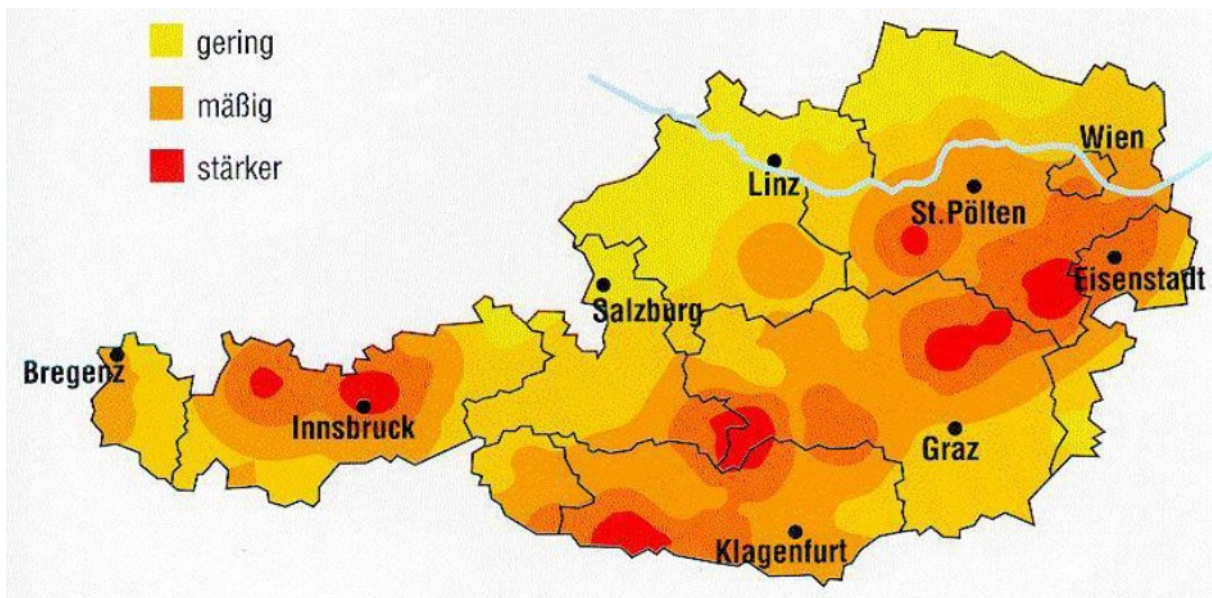 gering
mäßig
stärker
Wien
Linz
St.Pölten
Eisenstadt
Salzburg
Bregenz
Innsbruck
Graz
Klagenfurt